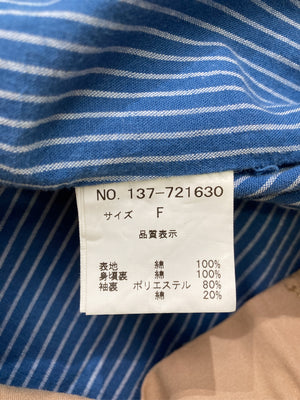 NO. 137-721630
サイズ F
品質表示
表地 綿 100%
身頃裏 綿 100%
袖裏 ポリエステル 80%
綿 20%